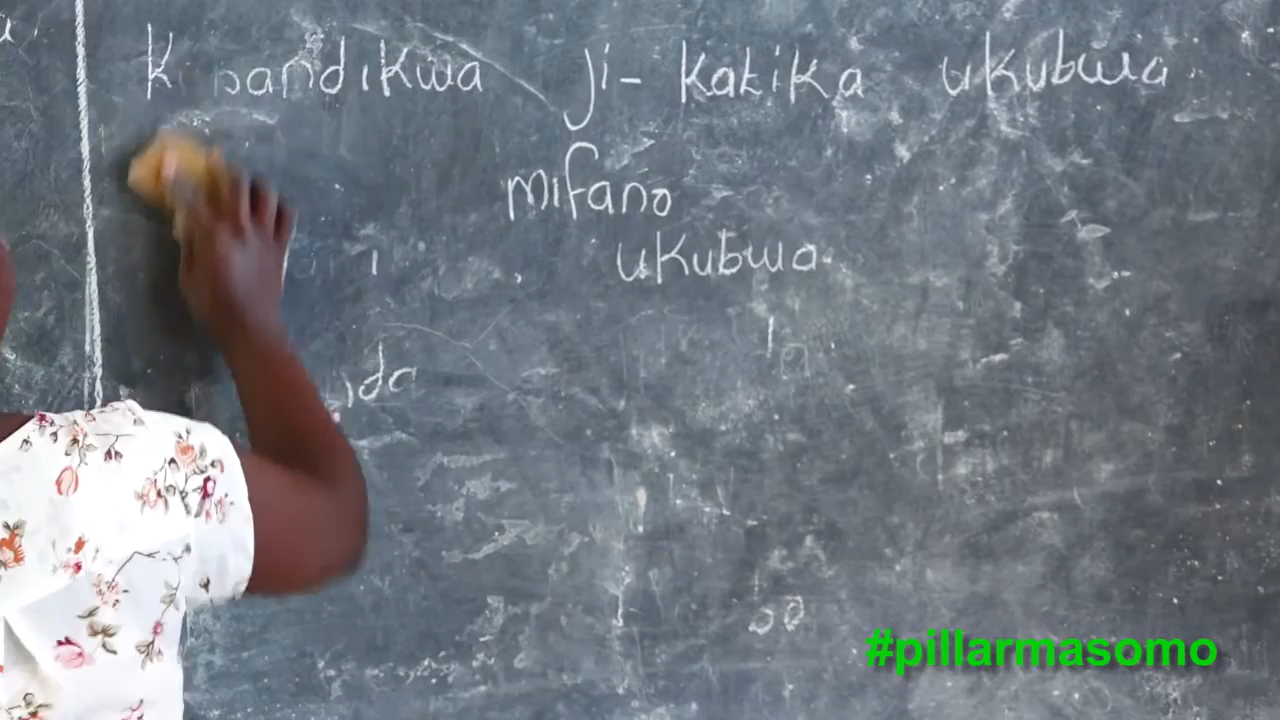 ji- katika ukubwa
mifano
ukubwa
#pillarmasomo